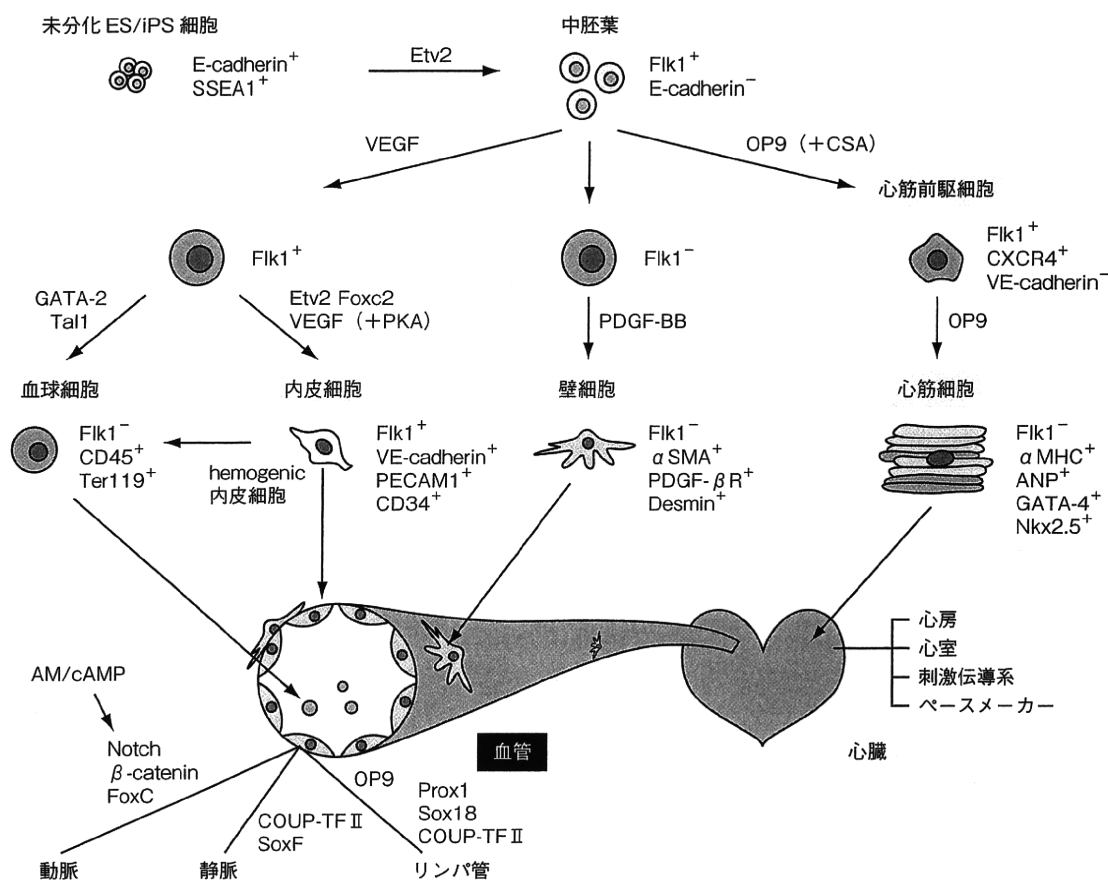 未分化 ES/iPS 細胞
E-cadherin⁺
SSEA1⁺
Etv2
中胚葉
Flk1⁺
E-cadherin⁻
VEGF
OP9（＋CSA）
心筋前駆細胞
Flk1⁺
CXCR4⁺
VE-cadherin⁻
Flk1⁺
Flk1⁻
GATA-2
Tal1
Etv2 Foxc2
VEGF（＋PKA）
PDGF-BB
OP9
血球細胞
Flk1⁻
CD45⁺
Ter119⁺
hemogenic
内皮細胞
内皮細胞
Flk1⁺
VE-cadherin⁺
PECAM1⁺
CD34⁺
壁細胞
Flk1⁻
αSMA⁺
PDGF-βR⁺
Desmin⁺
心筋細胞
Flk1⁻
αMHC⁺
ANP⁺
GATA-4⁺
Nkx2.5⁺
心房
心室
刺激伝導系
ペースメーカー
心臓
血管
AM/cAMP
Notch
β-catenin
FoxC
OP9
COUP-TFⅡ
SoxF
Prox1
Sox18
COUP-TFⅡ
動脈
静脈
リンパ管